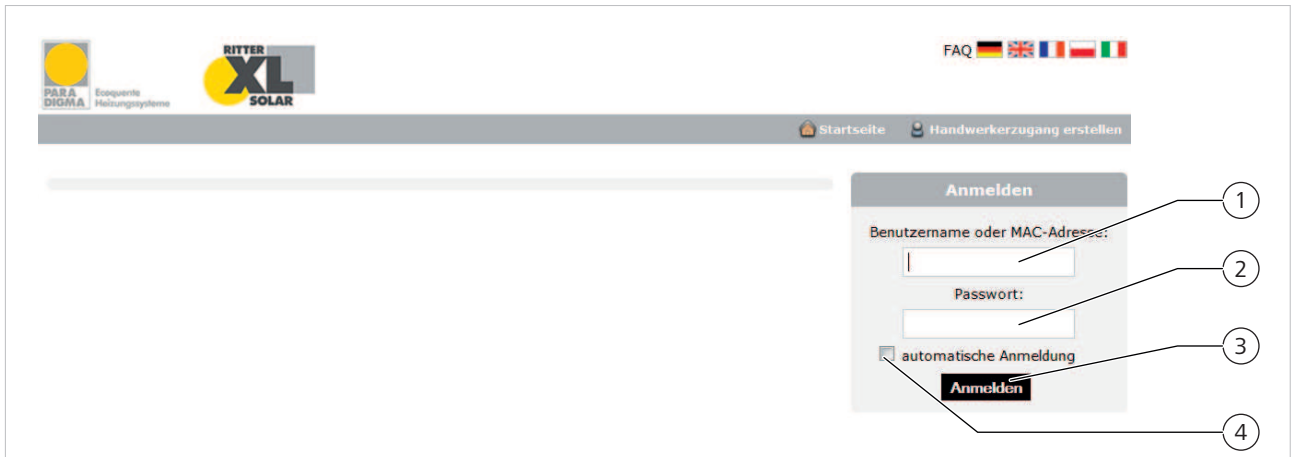 FAQ
PARA
DIGMA
Ecoquente
Heizungssysteme
RITTER
XL
SOLAR
Startseite
Handwerkerzugang erstellen
Anmelden
Benutzername oder MAC-Adresse:
Passwort:
automatische Anmeldung
Anmelden
1
2
3
4